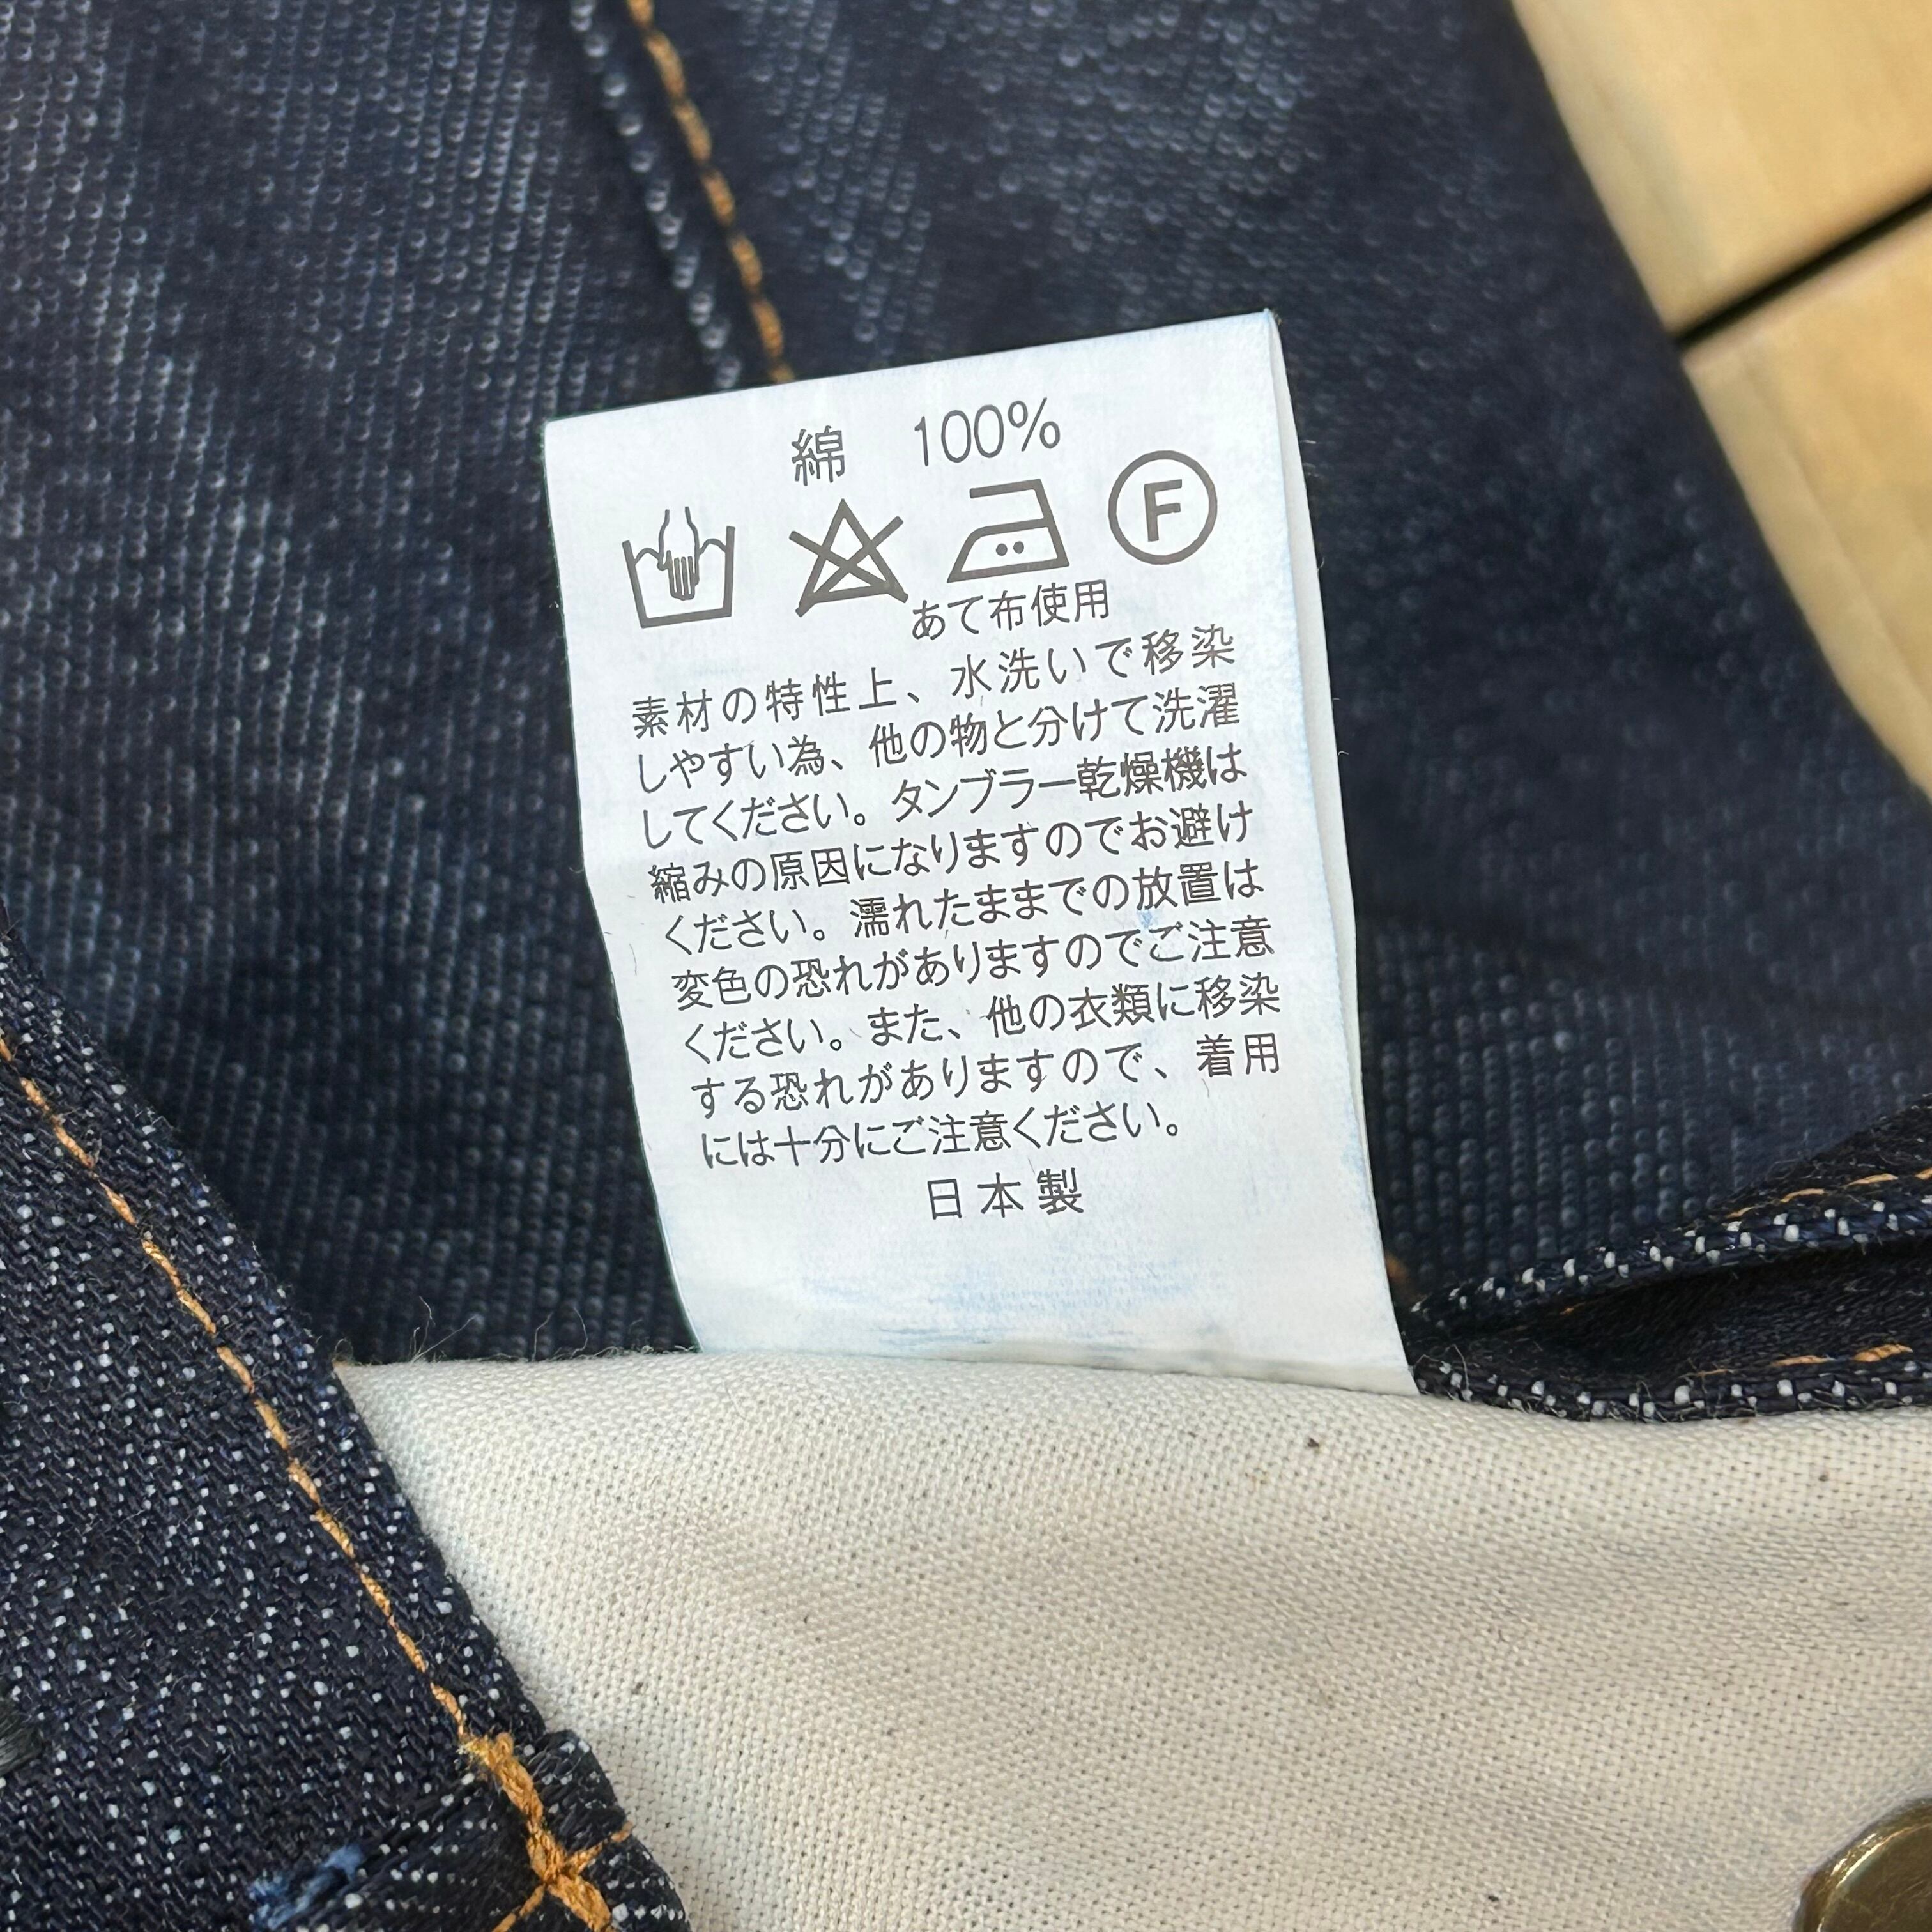 綿 100%
F
あて布使用
素材の特性上、水洗いで移染
しやすい為、他の物と分けて洗濯
してください。タンブラー乾燥機は
縮みの原因になりますのでお避け
ください。濡れたままでの放置は
変色の恐れがありますのでご注意
ください。また、他の衣類に移染
する恐れがありますので、着用
には十分にご注意ください。
日本製